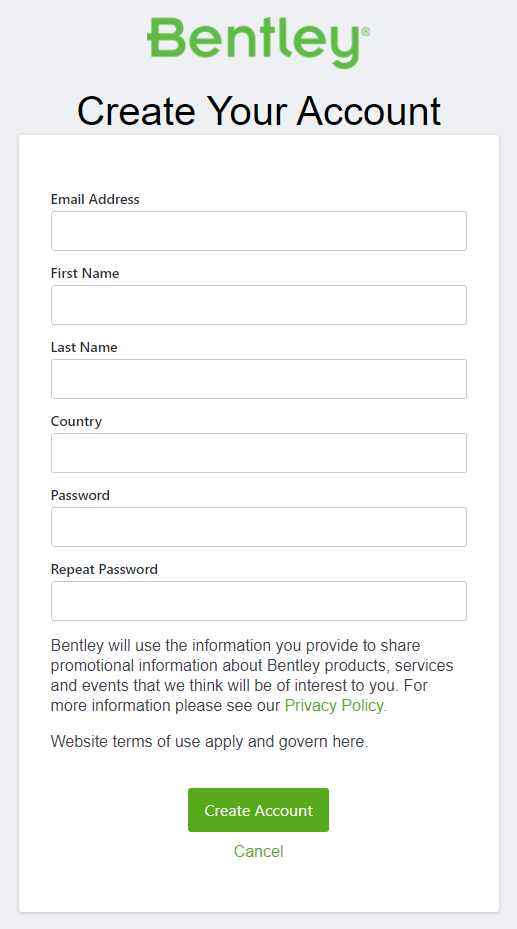 Bentley®
Create Your Account
Email Address
First Name
Last Name
Country
Password
Repeat Password
Bentley will use the information you provide to share
promotional information about Bentley products, services
and events that we think will be of interest to you. For
more information please see our Privacy Policy.
Website terms of use apply and govern here.
Create Account
Cancel